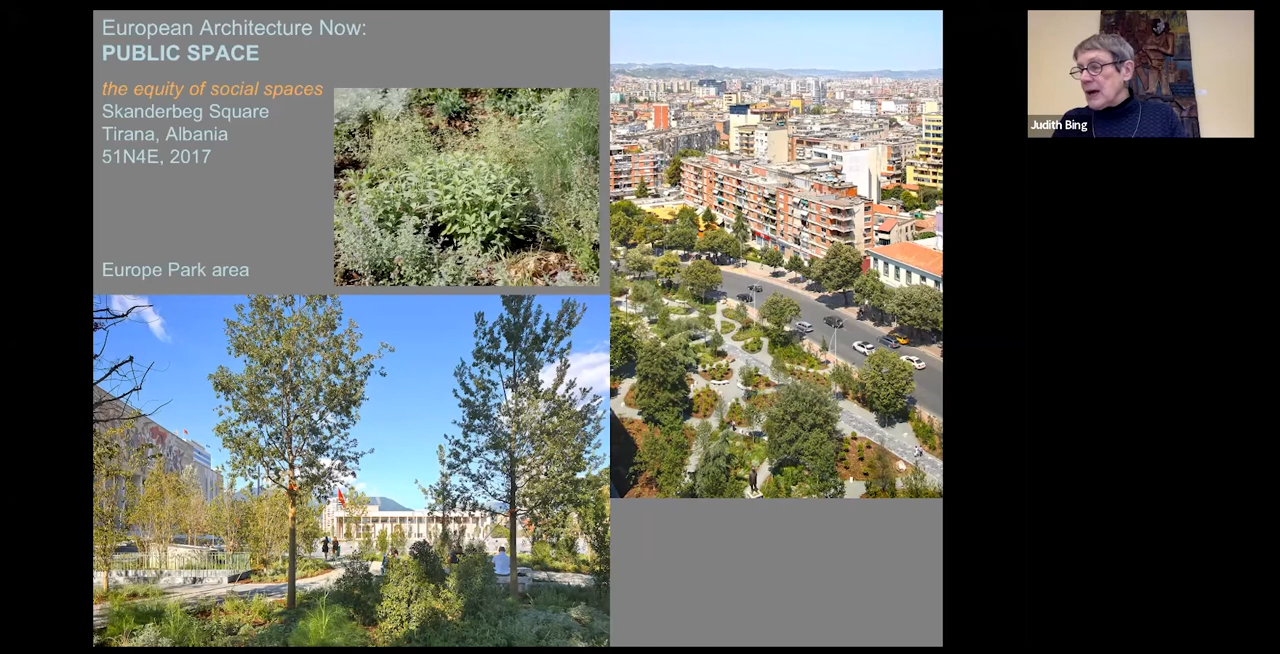 European Architecture Now:
PUBLIC SPACE
the equity of social spaces
Skanderbeg Square
Tirana, Albania
51N4E, 2017
Europe Park area
Judith Bing